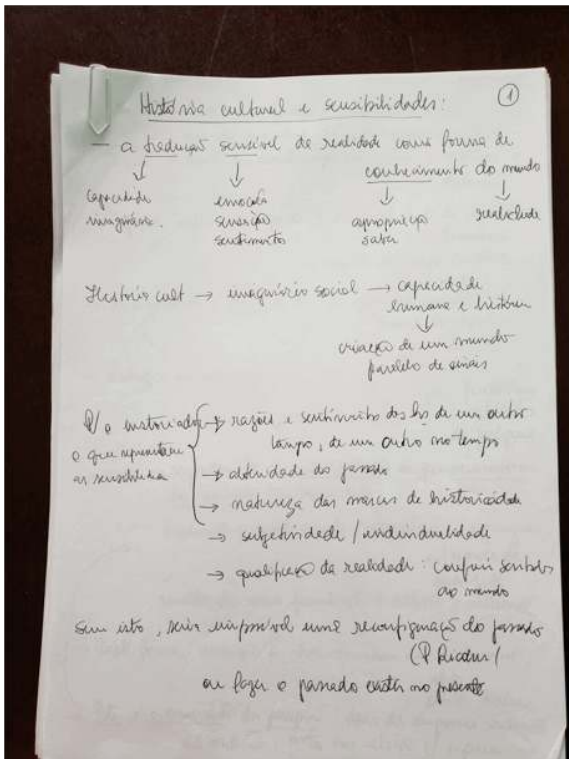 História cultural e sensibilidades: 1
— a tradução sensível da realidade como forma de
conhecimento do mundo
↓ ↓ ↓ ↓
capacidade emoção apropriação realidade
imaginária. sensação saber
sentimentos
História cult → imaginário social → capacidade
humana e histórica
↓
criação de um mundo
paralelo de sinais
P/ o historiador → razões e sentimentos dos hs de um outro
o que representam tempo, de um outro no tempo
as sensibilidades → alteridade do passado
→ natureza das marcas de historicidade
→ subjetividade / individualidade
→ qualificação da realidade: conferir sentidos
ao mundo
Sem isto, seria impossível uma reconfiguração do passado
(P Ricoeur)
ou fazer o passado existir no presente